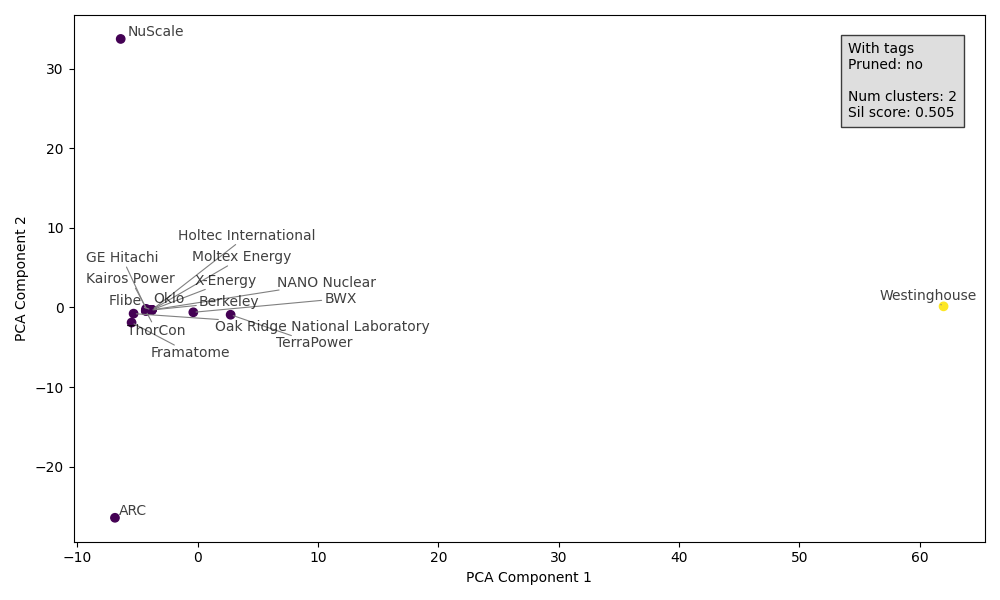 NuScale
With tags
Pruned: no
Num clusters: 2
Sil score: 0.505
Holtec International
GE Hitachi
Moltex Energy
Kairos Power
X-Energy
NANO Nuclear
Flibe
Oklo
Berkeley
BWX
Westinghouse
ThorCon
Oak Ridge National Laboratory
Framatome
TerraPower
ARC
30
20
10
0
−10
−20
PCA Component 2
−10
0
10
20
30
40
50
60
PCA Component 1